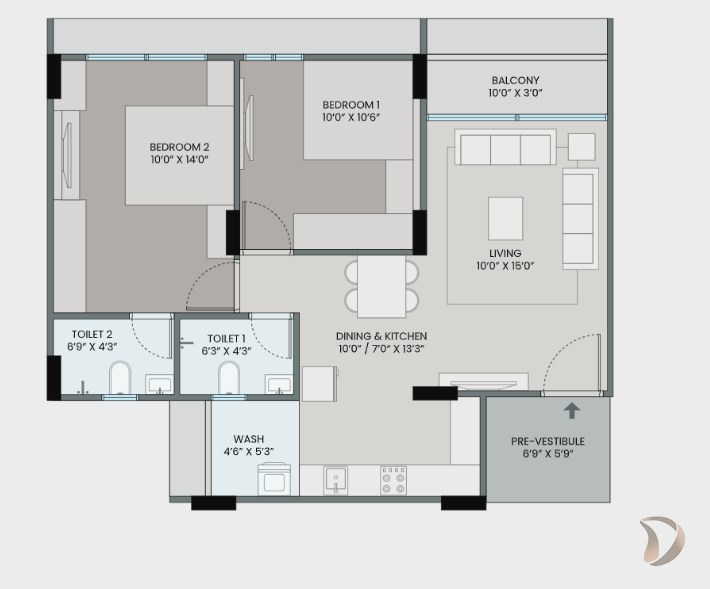 BALCONY
10'0" X 3'0"
BEDROOM 1
10'0" X 10'6"
BEDROOM 2
10'0" X 14'0"
LIVING
10'0" X 15'0"
TOILET 2
6'9" X 4'3"
TOILET 1
6'3" X 4'3"
DINING & KITCHEN
10'0" / 7'0" X 13'3"
WASH
4'6" X 5'3"
PRE-VESTIBULE
6'9" X 5'9"